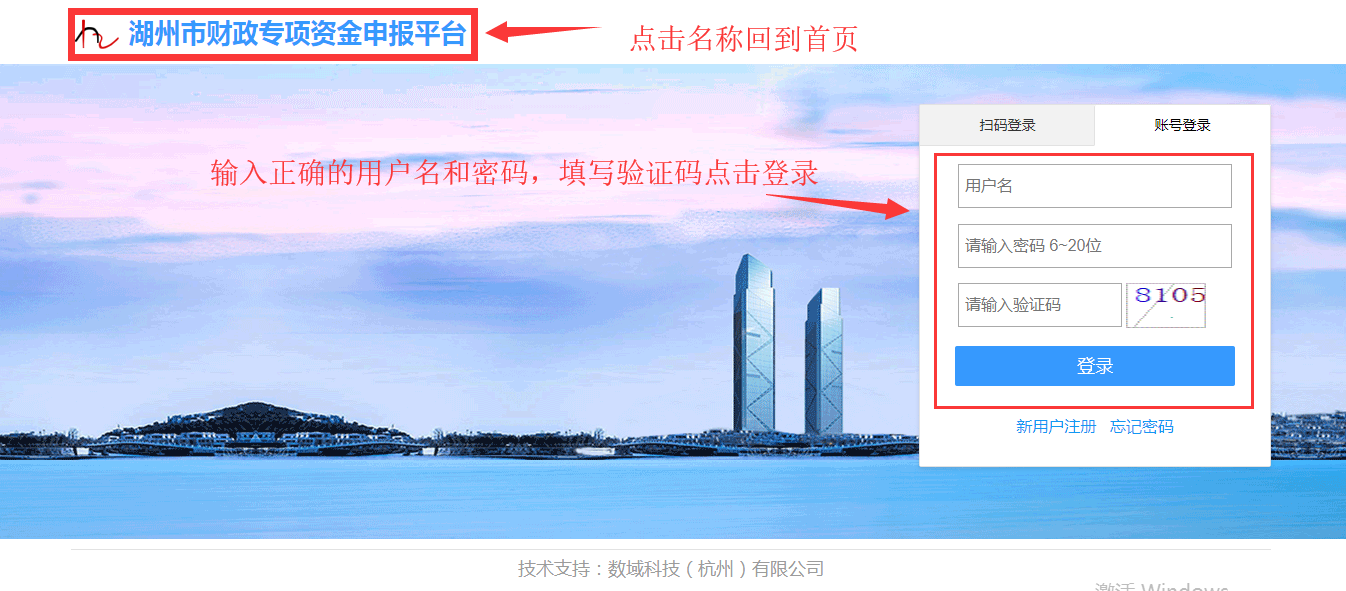 湖州市财政专项资金申报平台
点击名称回到首页
扫码登录 账号登录
输入正确的用户名和密码，填写验证码点击登录
用户名
请输入密码 6~20位
请输入验证码 8105
登录
新用户注册 忘记密码
技术支持：数域科技（杭州）有限公司
激活 Windows